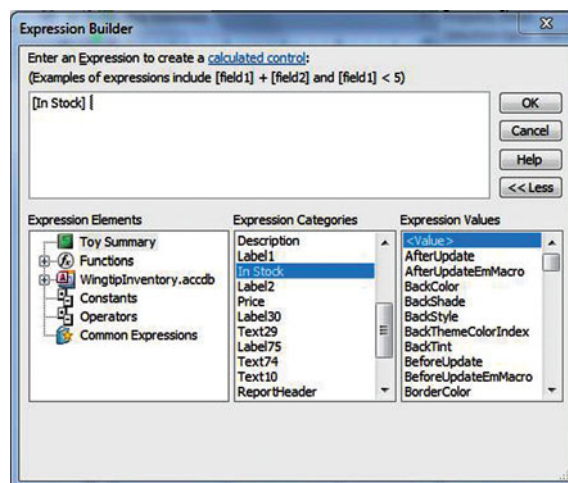 Expression Builder
Enter an Expression to create a calculated control:
(Examples of expressions include [field1] + [field2] and [field1] < 5)
[In Stock]
OK
Cancel
Help
<< Less
Expression Elements
Toy Summary
Functions
WingtipInventory.accdb
Constants
Operators
Common Expressions
Expression Categories
Description
Label1
In Stock
Label2
Price
Label30
Text29
Label75
Text74
Text10
ReportHeader
Expression Values
<Value>
AfterUpdate
AfterUpdateEmMacro
BackColor
BackShade
BackStyle
BackThemeColorIndex
BackTint
BeforeUpdate
BeforeUpdateEmMacro
BorderColor